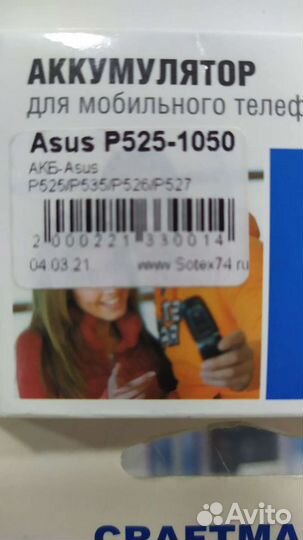 АККУМУЛЯТОР
для мобильного телеф
Asus P525-1050
АКБ-Asus
P525/P535/P526/P527
2 000221 330014
04.03.21 www.Sotex74.ru
CRAFTMA
Avito